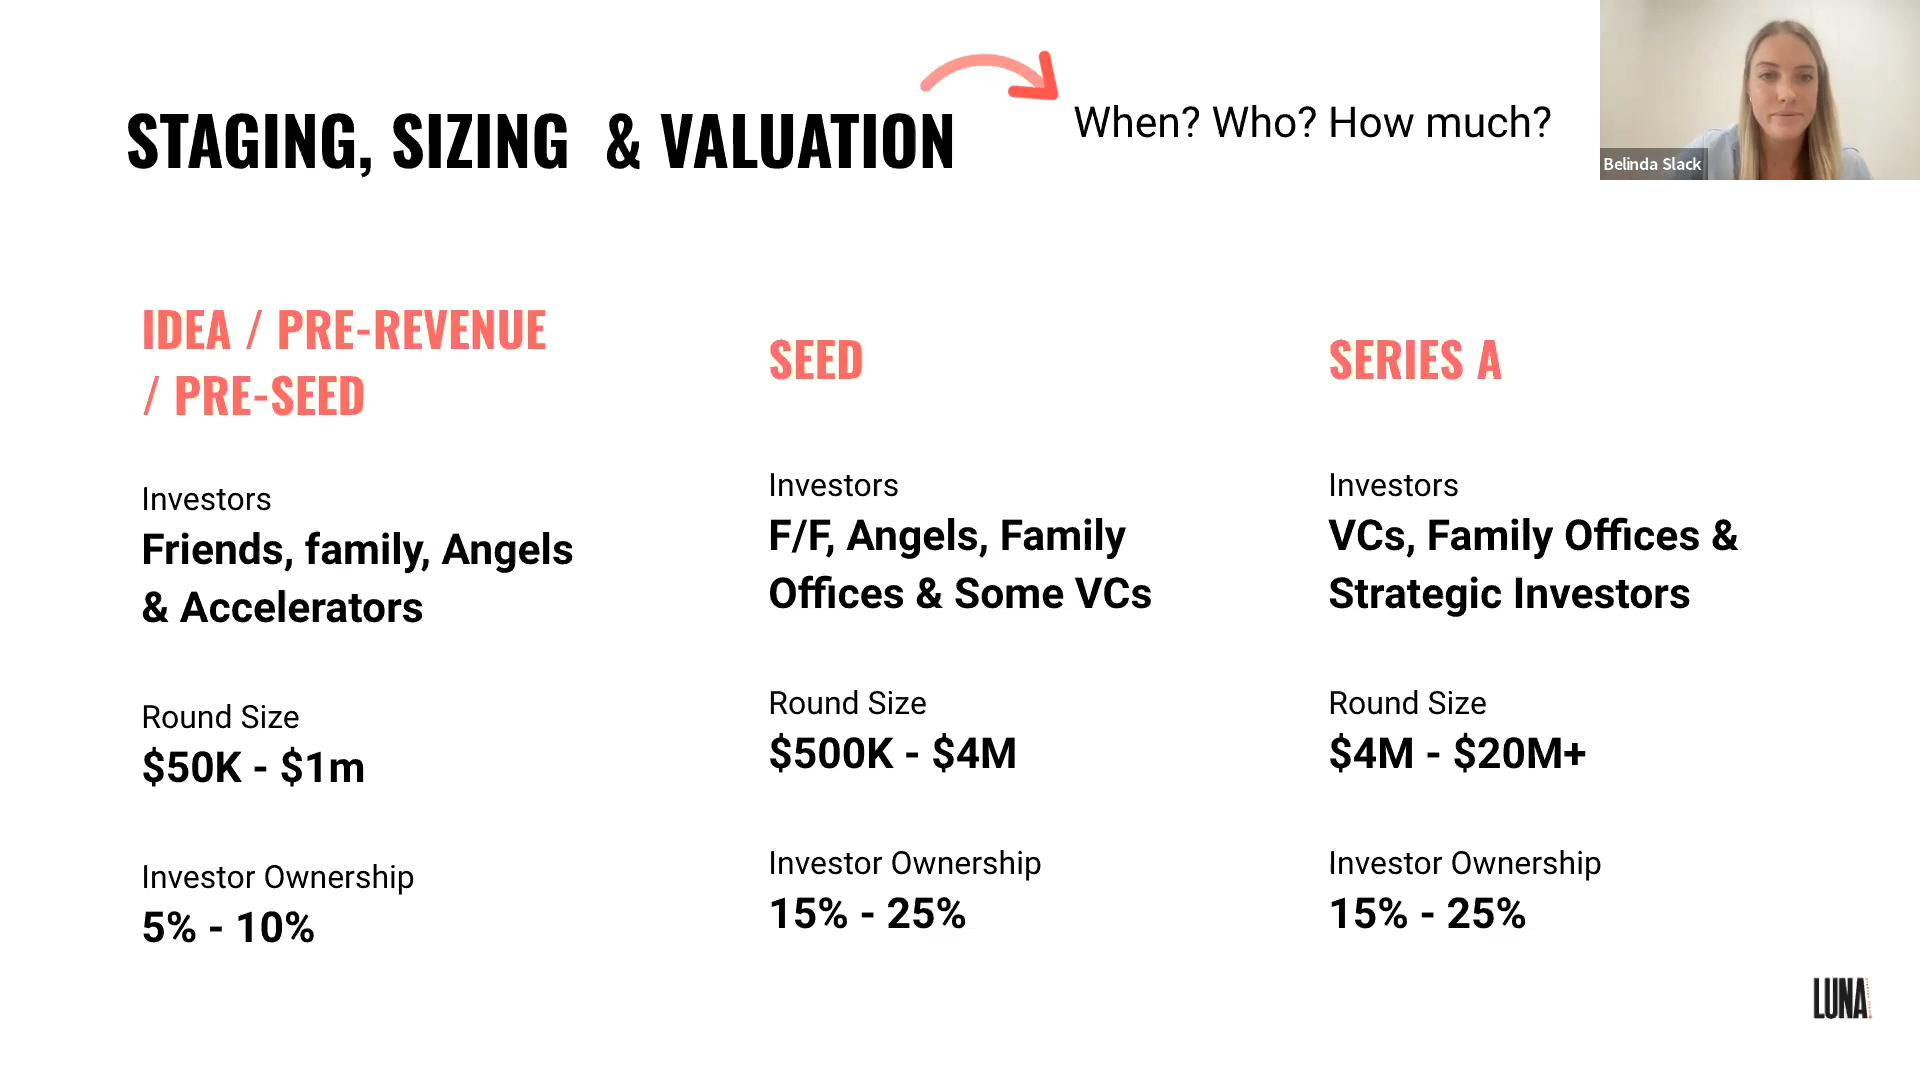 STAGING, SIZING & VALUATION
When? Who? How much?
Belinda Slack
IDEA / PRE-REVENUE
/ PRE-SEED
Investors
Friends, family, Angels
& Accelerators
Round Size
$50K - $1m
Investor Ownership
5% - 10%
SEED
Investors
F/F, Angels, Family
Offices & Some VCs
Round Size
$500K - $4M
Investor Ownership
15% - 25%
SERIES A
Investors
VCs, Family Offices &
Strategic Investors
Round Size
$4M - $20M+
Investor Ownership
15% - 25%
LUNA